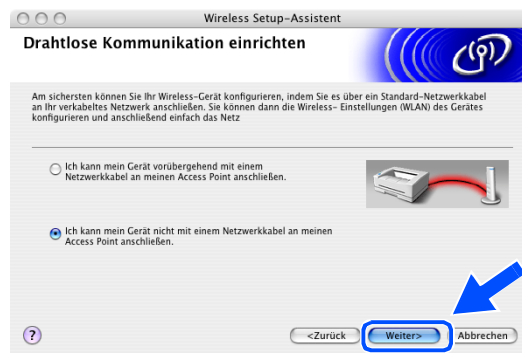 Wireless Setup-Assistent
Drahtlose Kommunikation einrichten
Am sichersten können Sie Ihr Wireless-Gerät konfigurieren, indem Sie es über ein Standard-Netzwerkkabel
an Ihr verkabeltes Netzwerk anschließen. Sie können dann die Wireless- Einstellungen (WLAN) des Gerätes
konfigurieren und anschließend einfach das Netz
Ich kann mein Gerät vorübergehend mit einem
Netzwerkkabel an meinen Access Point anschließen.
Ich kann mein Gerät nicht mit einem Netzwerkkabel an meinen
Access Point anschließen.
? <Zurück Weiter> Abbrechen